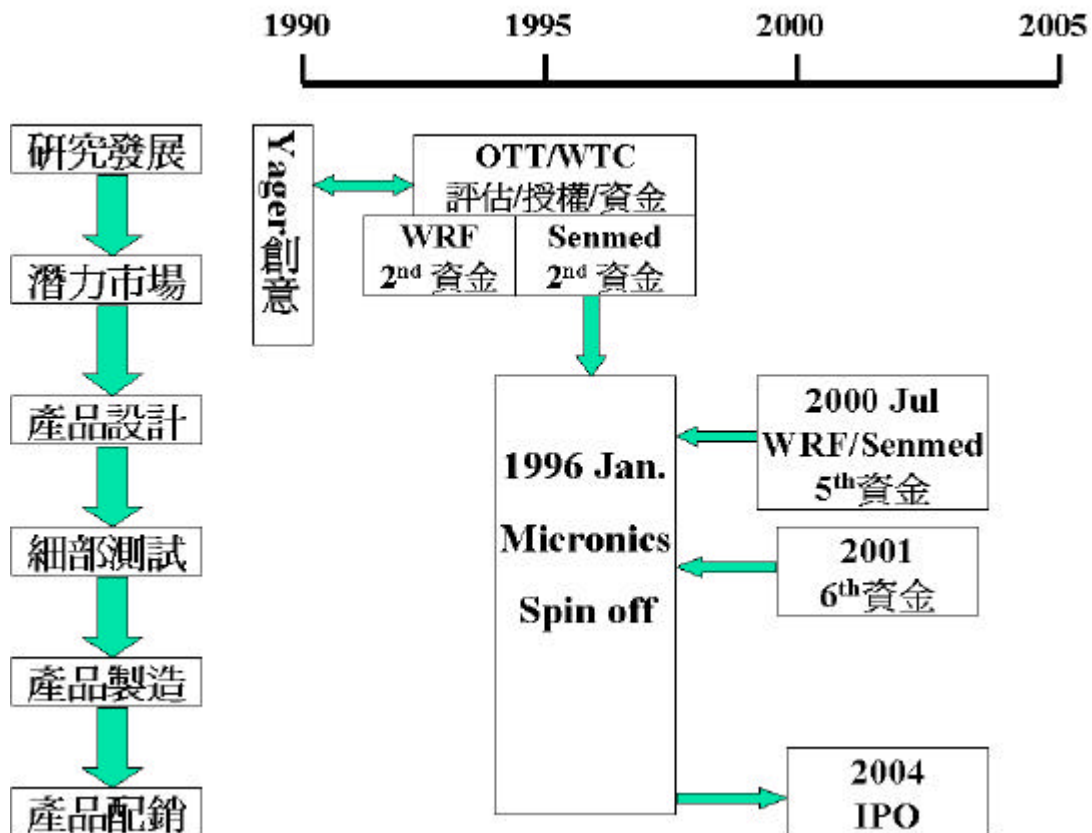 1990 1995 2000 2005
研究發展
潛力市場
產品設計
細部測試
產品製造
產品配銷
Yager創意
OTT/WTC
評估/授權/資金
WRF
2nd 資金
Senmed
2nd 資金
1996 Jan.
Micronics
Spin off
2000 Jul
WRF/Senmed
5th資金
2001
6th資金
2004
IPO